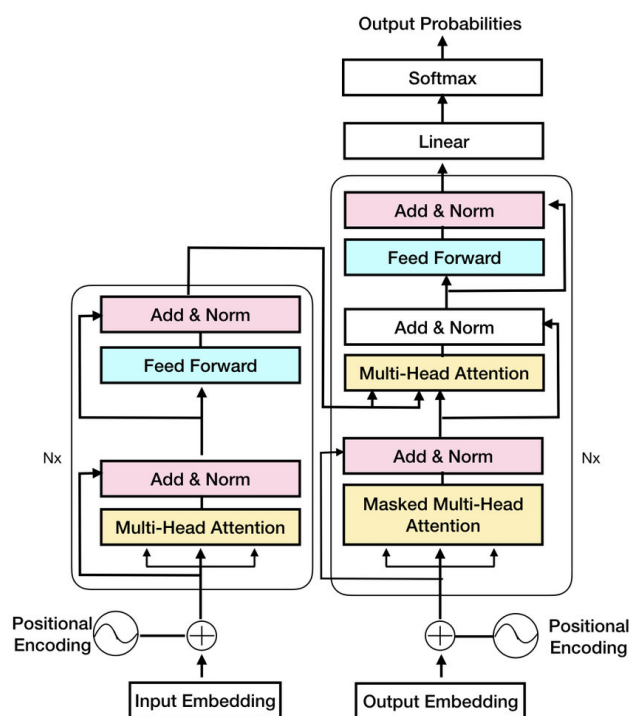 Output Probabilities
Softmax
Linear
Add & Norm
Feed Forward
Add & Norm
Multi-Head Attention
Add & Norm
Masked Multi-Head
Attention
Nx
Add & Norm
Feed Forward
Nx
Add & Norm
Multi-Head Attention
Positional
Encoding
Positional
Encoding
Input Embedding
Output Embedding